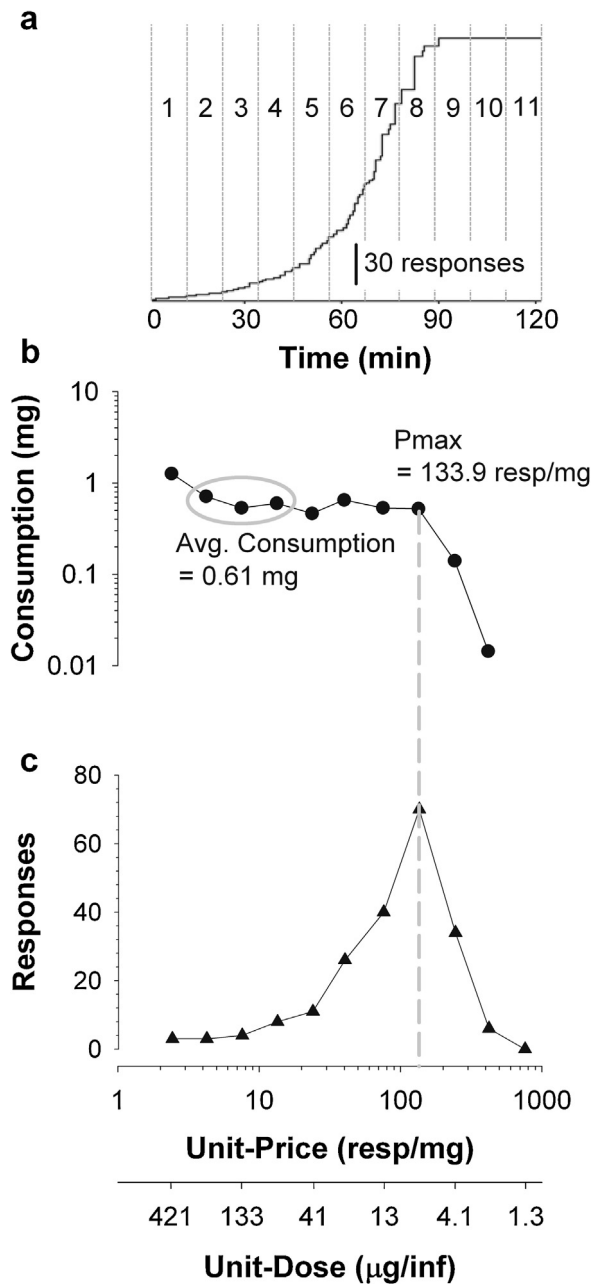 a
1 2 3 4 5 6 7 8 9 10 11
30 responses
0 30 60 90 120
Time (min)
b
10
1
0.1
0.01
Consumption (mg)
Pmax
= 133.9 resp/mg
Avg. Consumption
= 0.61 mg
c
80
60
40
20
0
Responses
1 10 100 1000
Unit-Price (resp/mg)
421 133 41 13 4.1 1.3
Unit-Dose (μg/inf)